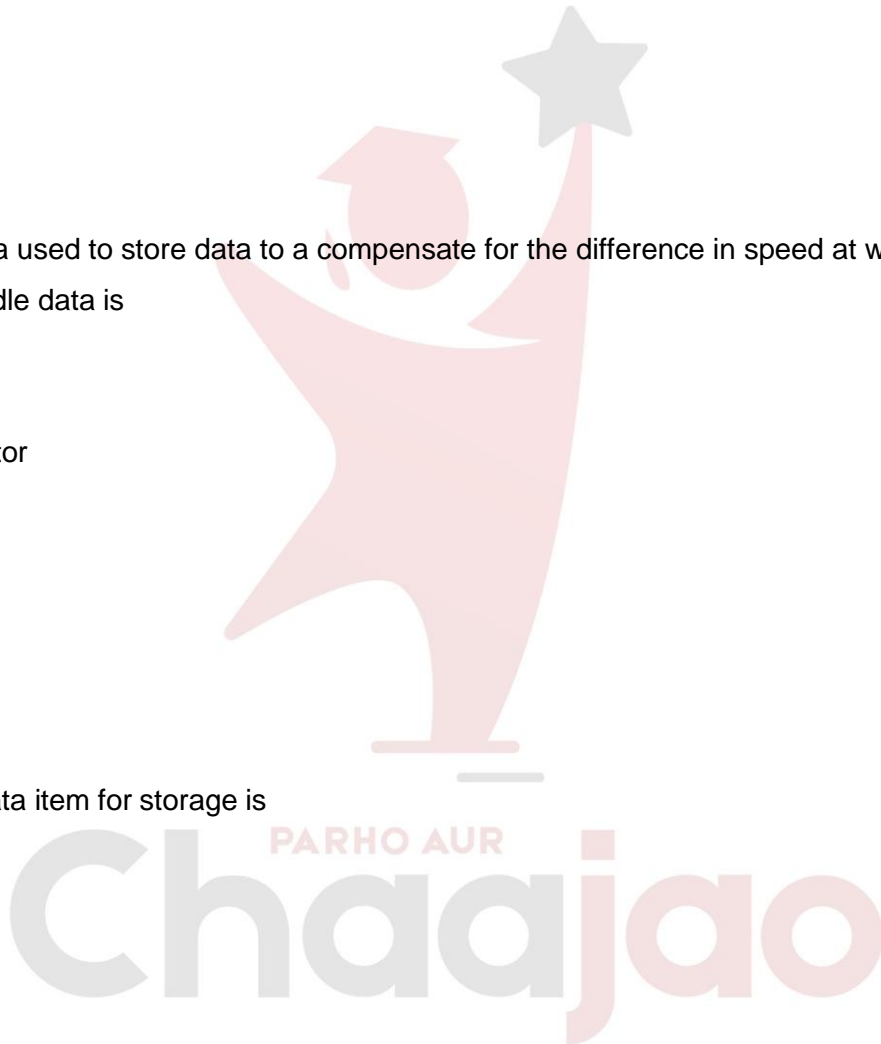 a used to store data to a compensate for the difference in speed at w
dle data is
tor
ta item for storage is
PARHO AUR
Chaajao